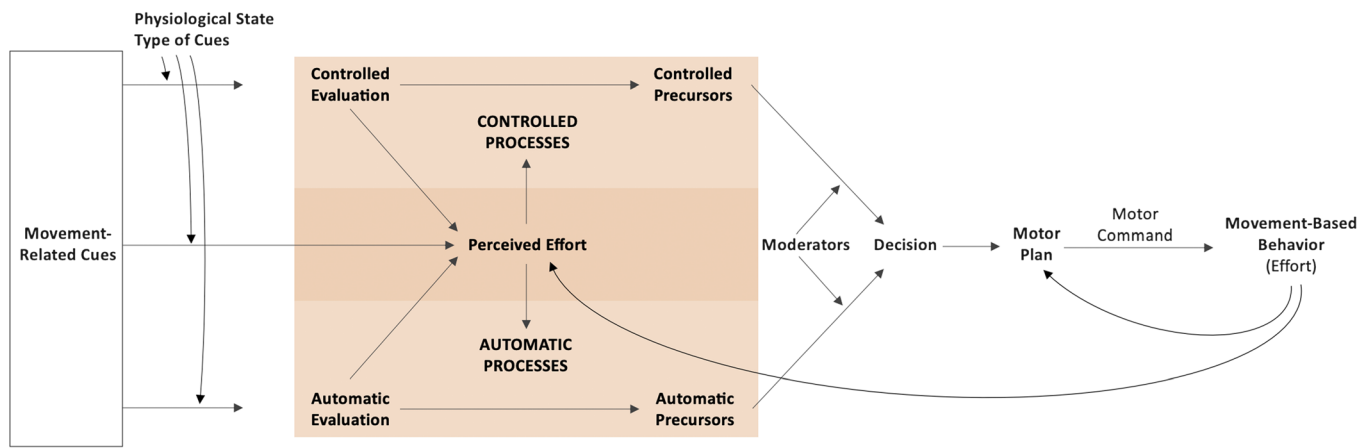 Physiological State
Type of Cues
Movement-
Related Cues
Controlled
Evaluation
Controlled
Precursors
CONTROLLED
PROCESSES
Perceived Effort
AUTOMATIC
PROCESSES
Automatic
Evaluation
Automatic
Precursors
Moderators
Decision
Motor
Plan
Motor
Command
Movement-Based
Behavior
(Effort)